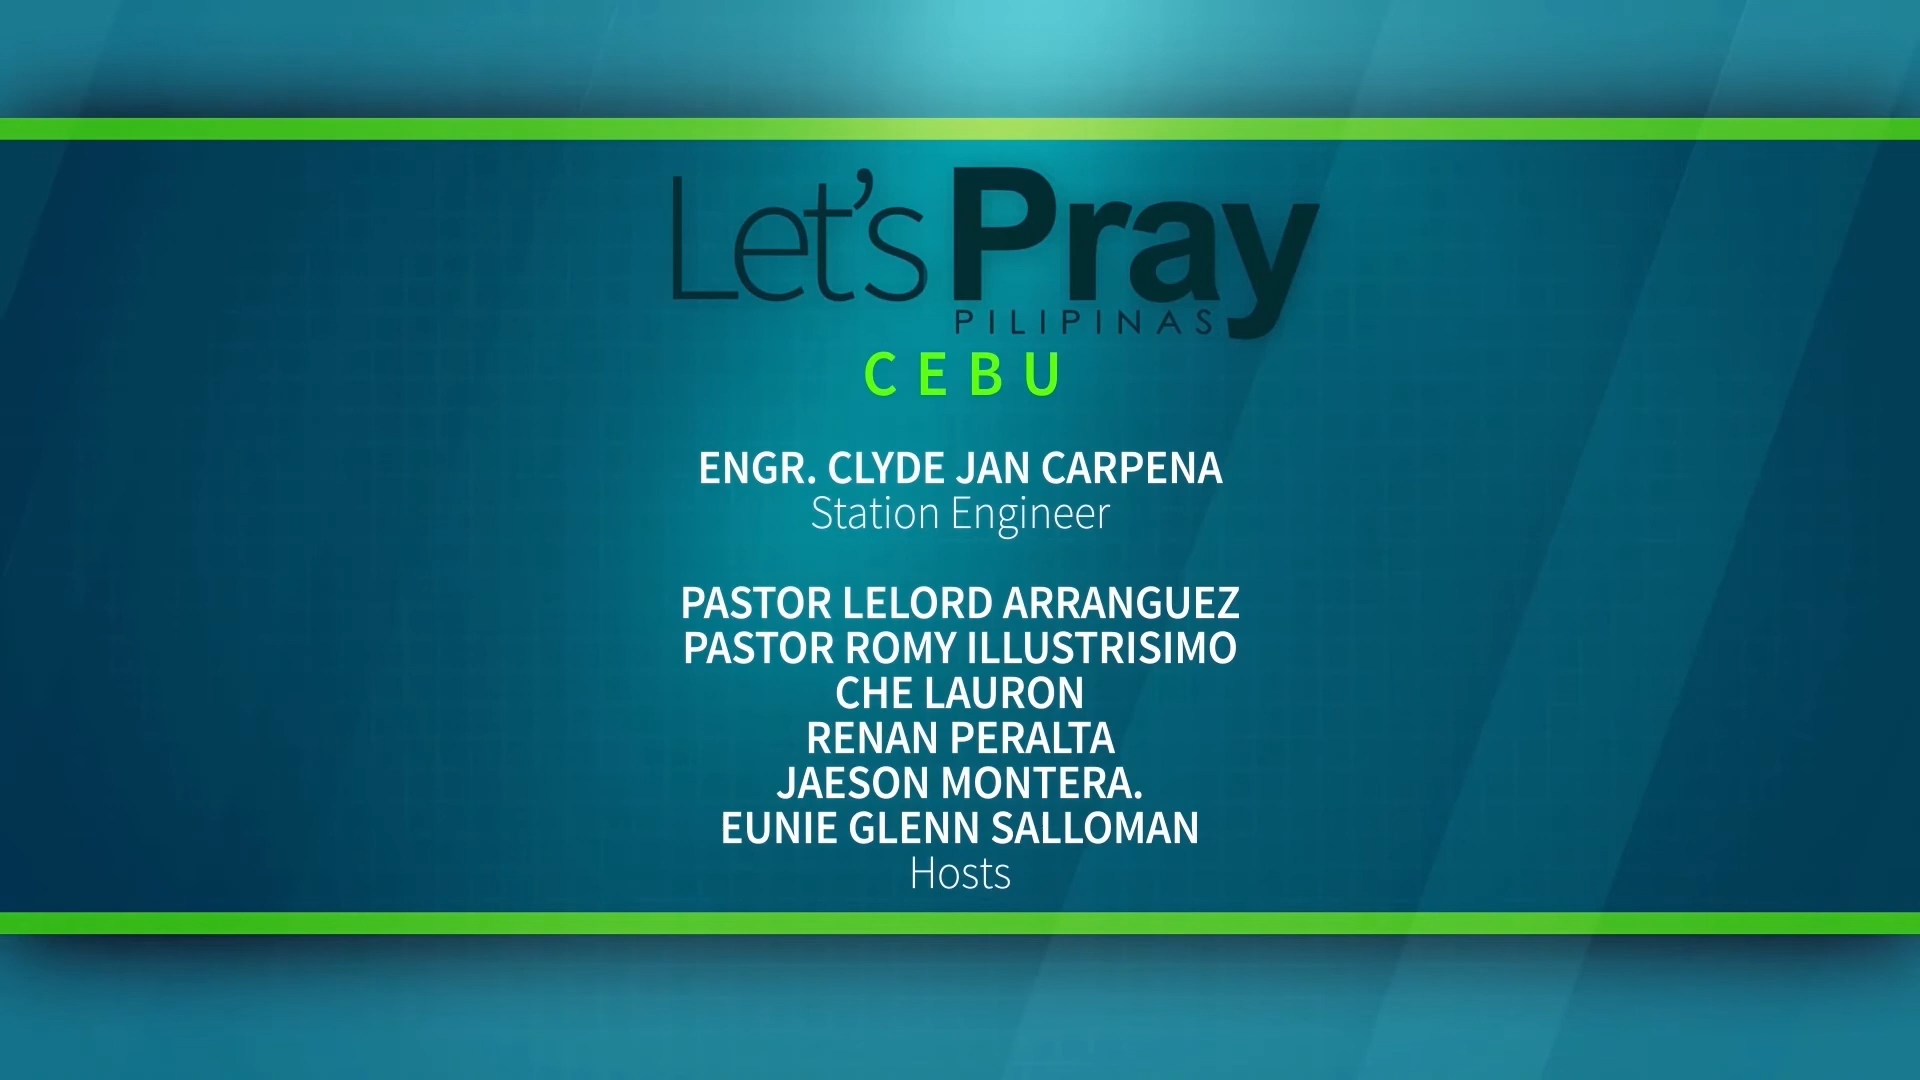 Let's Pray
PILIPINAS
CEBU
ENGR. CLYDE JAN CARPENA
Station Engineer
PASTOR LELORD ARRANGUEZ
PASTOR ROMY ILLUSTRISIMO
CHE LAURON
RENAN PERALTA
JAESON MONTERA.
EUNIE GLENN SALLOMAN
Hosts